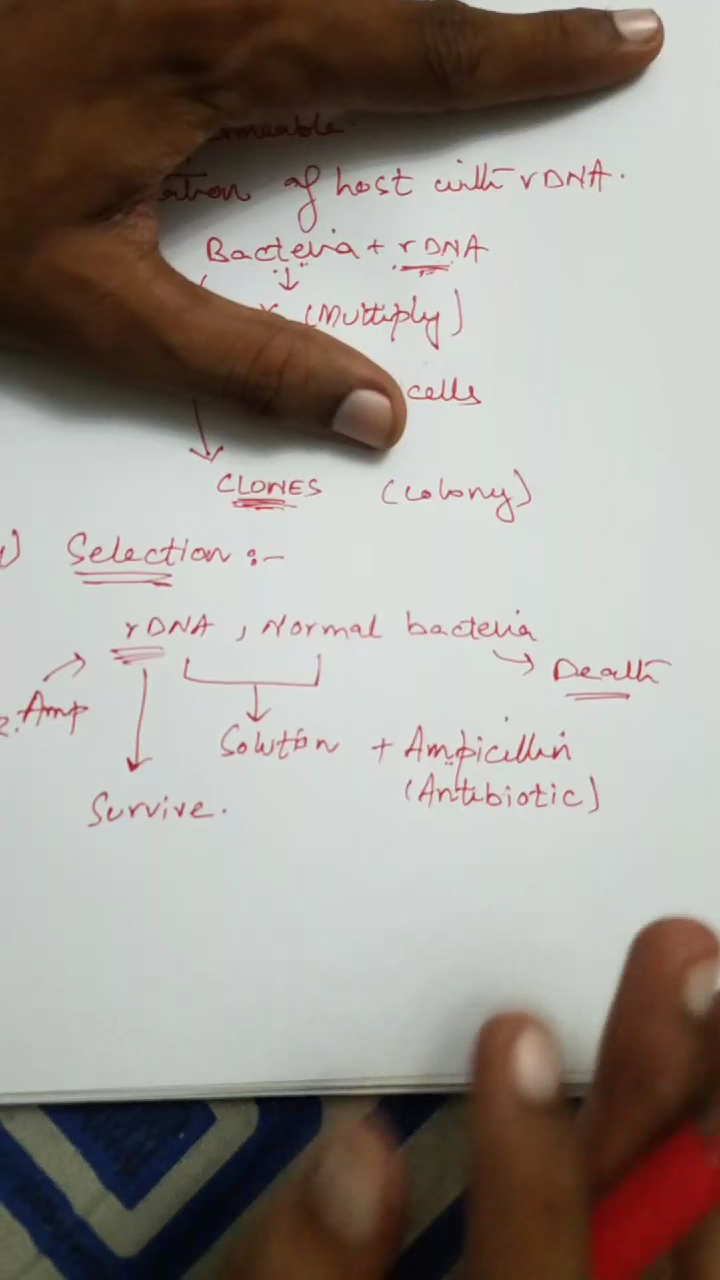 of host with rDNA.
Bacteria + rDNA
(Multiply)
cells
CLONES (Colony)
Selection :-
rDNA, Normal bacteria
Death
Amp
Solution + Ampicillin
(Antibiotic)
Survive.